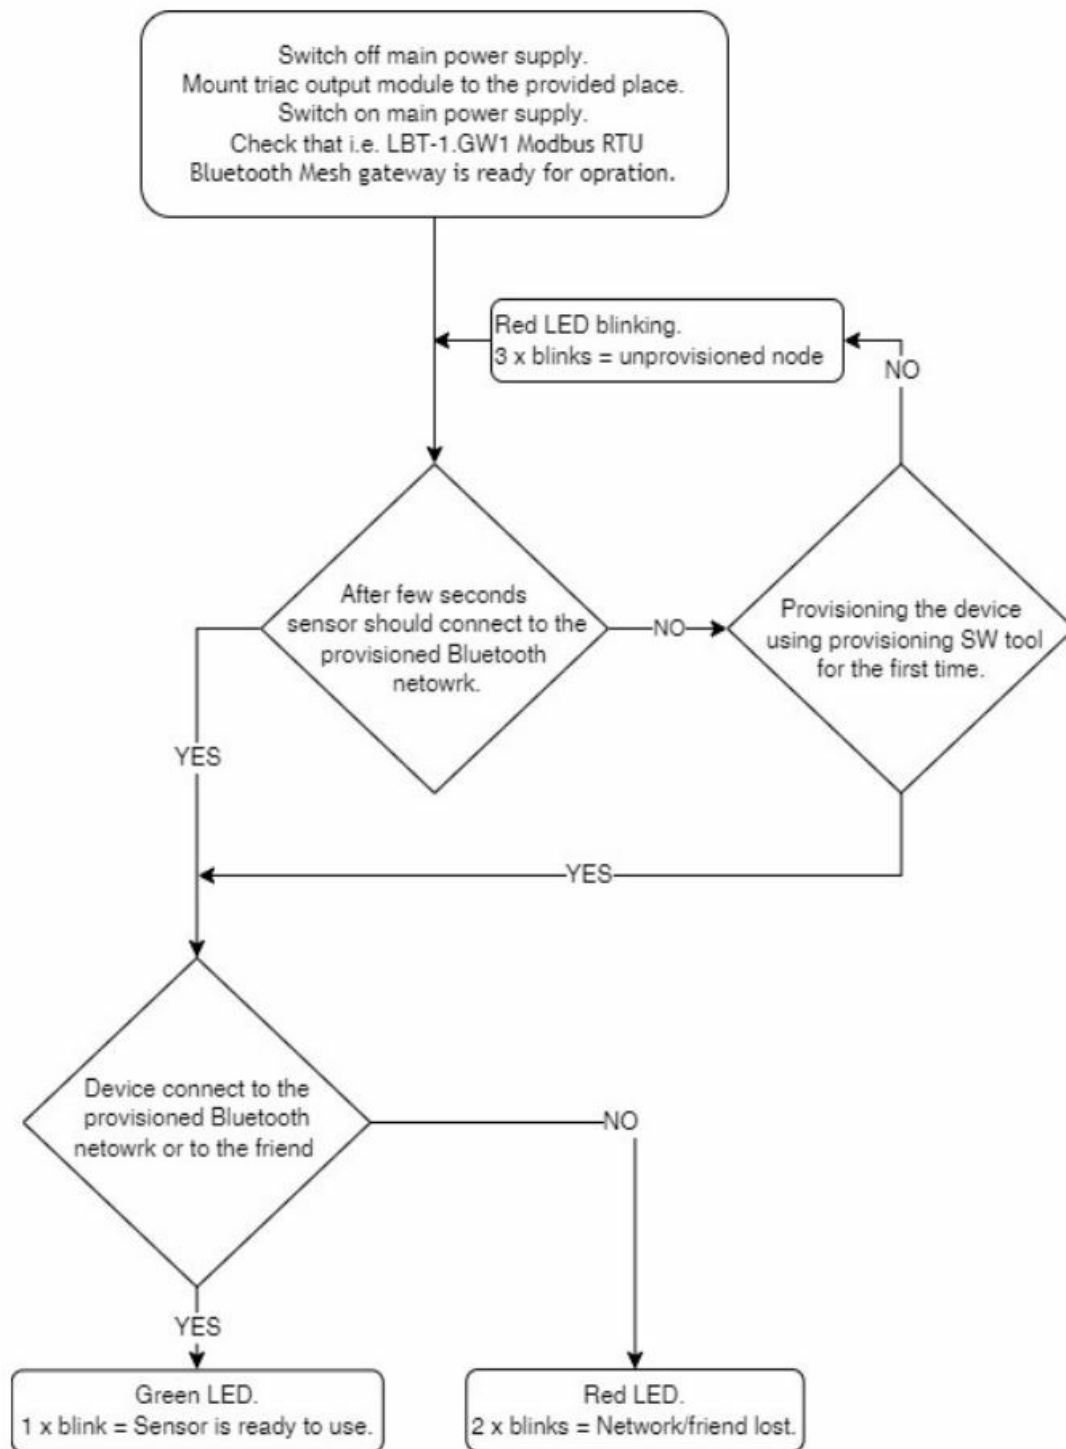 Switch off main power supply.
Mount triac output module to the provided place.
Switch on main power supply.
Check that i.e. LBT-1.GW1 Modbus RTU
Bluetooth Mesh gateway is ready for opration.
Red LED blinking.
3 x blinks = unprovisioned node
NO
After few seconds
sensor should connect to the
provisioned Bluetooth
netowrk.
NO
Provisioning the device
using provisioning SW tool
for the first time.
YES
YES
Device connect to the
provisioned Bluetooth
netowrk or to the friend
NO
YES
Green LED.
1 x blink = Sensor is ready to use.
Red LED.
2 x blinks = Network/friend lost.